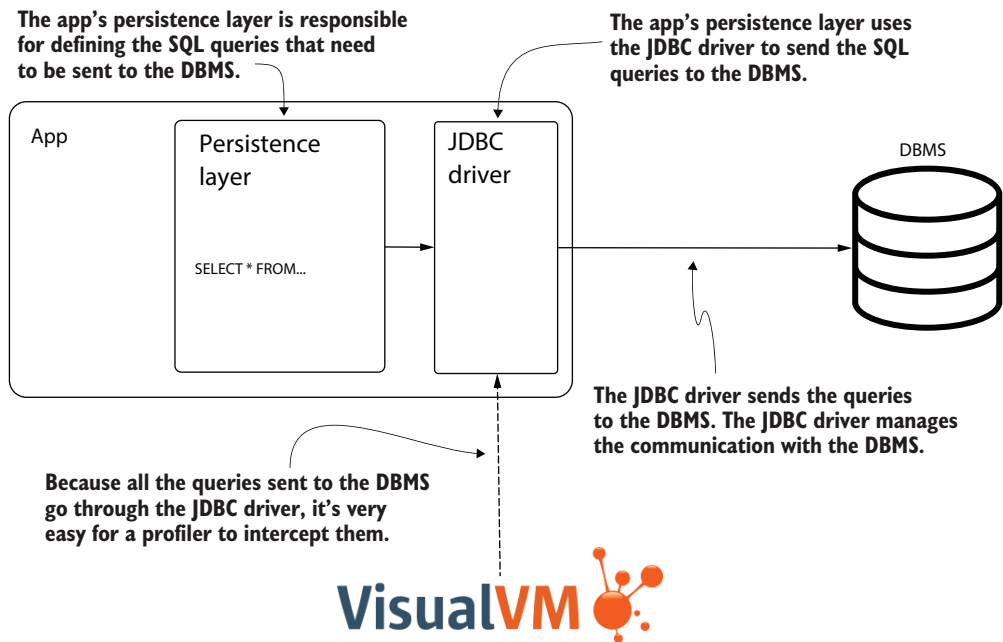 The app's persistence layer is responsible
for defining the SQL queries that need
to be sent to the DBMS.
The app's persistence layer uses
the JDBC driver to send the SQL
queries to the DBMS.
App
Persistence
layer
SELECT * FROM...
JDBC
driver
DBMS
The JDBC driver sends the queries
to the DBMS. The JDBC driver manages
the communication with the DBMS.
Because all the queries sent to the DBMS
go through the JDBC driver, it's very
easy for a profiler to intercept them.
VisualVM